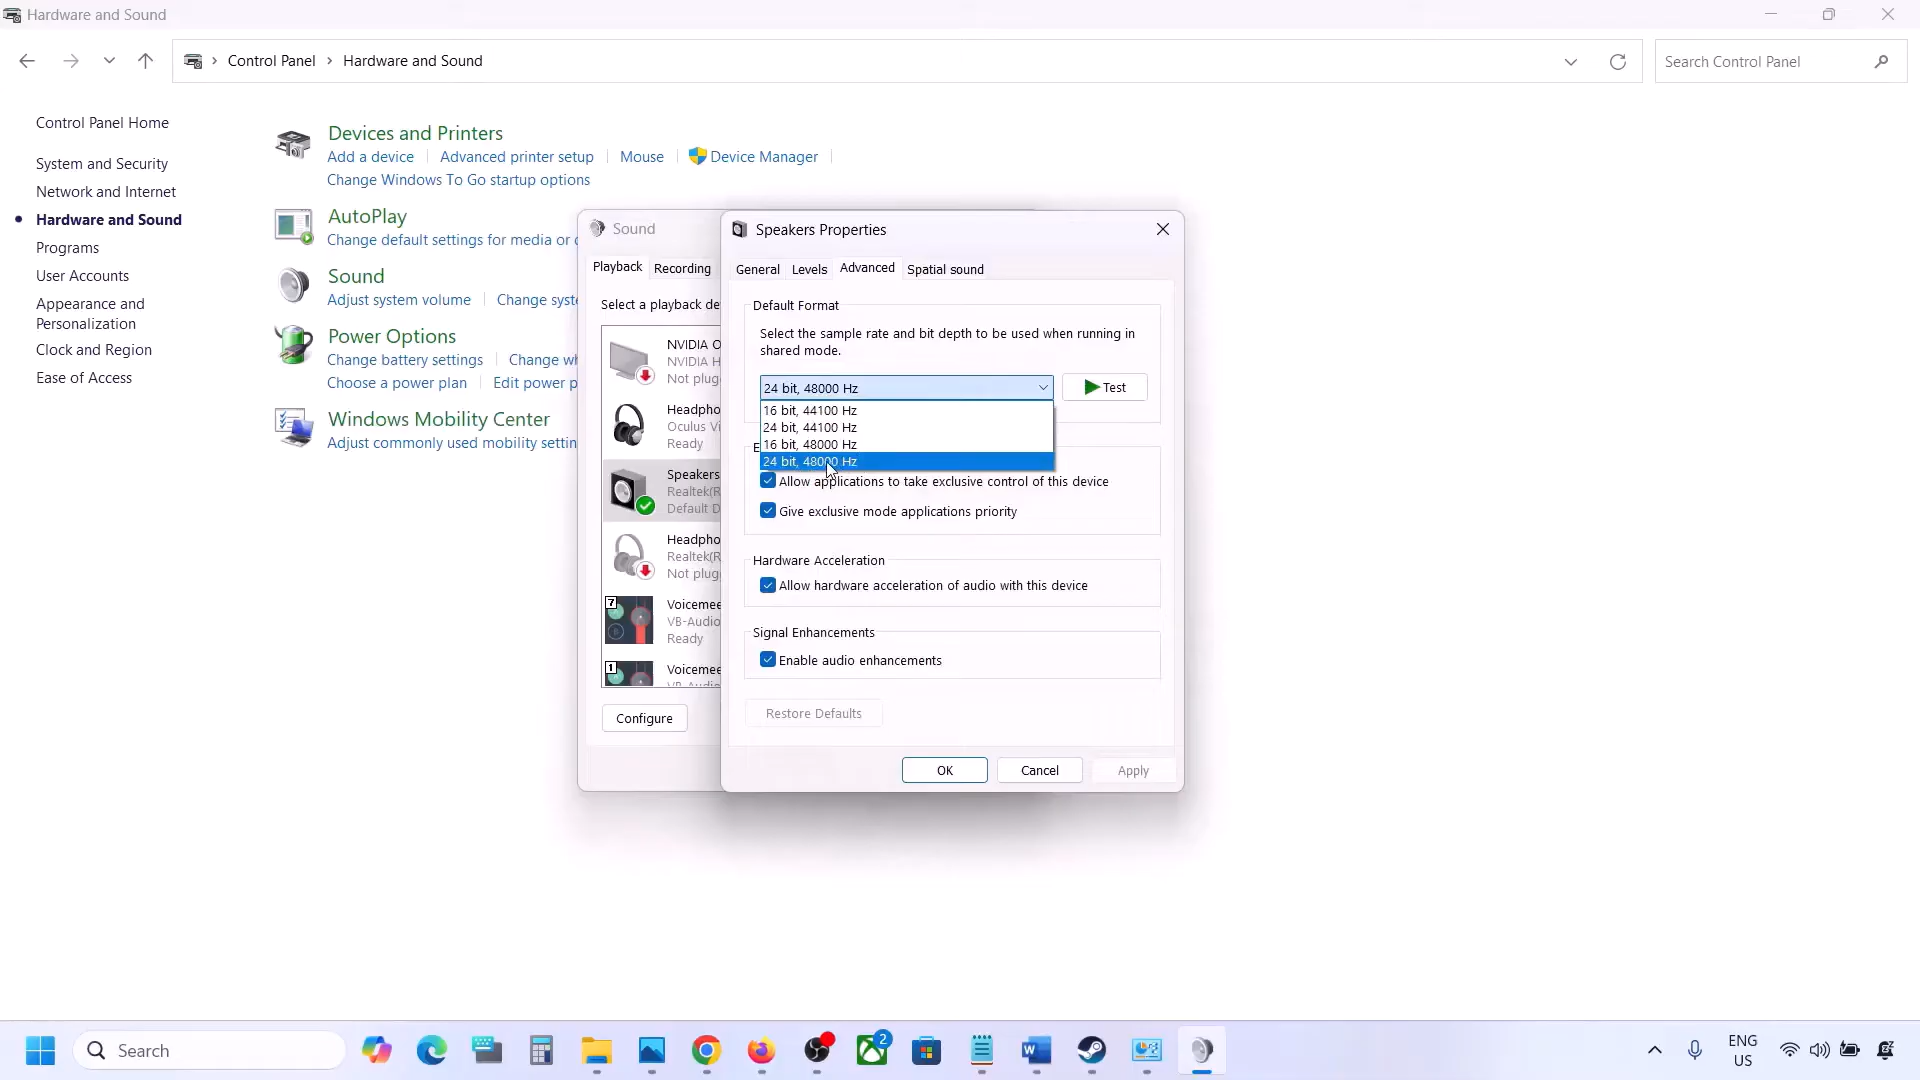 Hardware and Sound
Control Panel > Hardware and Sound
Search Control Panel
Control Panel Home
System and Security
Network and Internet
Hardware and Sound
Programs
User Accounts
Appearance and
Personalization
Clock and Region
Ease of Access
Devices and Printers
Add a device
Advanced printer setup
Mouse
Device Manager
Change Windows To Go startup options
AutoPlay
Change default settings for media or
Sound
Adjust system volume
Change syst
Power Options
Change battery settings
Change wh
Choose a power plan
Edit power p
Windows Mobility Center
Adjust commonly used mobility settin
Sound
Playback
Recording
Select a playback de
NVIDIA O
NVIDIA H
Not plug
Headpho
Oculus Vi
Ready
Speakers
Realtek(R
Default D
Headpho
Realtek(R
Not plug
7
Voicemee
VB-Audio
Ready
1
Voicemee
Configure
Speakers Properties
General
Levels
Advanced
Spatial sound
Default Format
Select the sample rate and bit depth to be used when running in
shared mode.
24 bit, 48000 Hz
Test
16 bit, 44100 Hz
24 bit, 44100 Hz
16 bit, 48000 Hz
24 bit, 48000 Hz
Allow applications to take exclusive control of this device
Give exclusive mode applications priority
Hardware Acceleration
Allow hardware acceleration of audio with this device
Signal Enhancements
Enable audio enhancements
Restore Defaults
OK
Cancel
Apply
Search
2
ENG
US